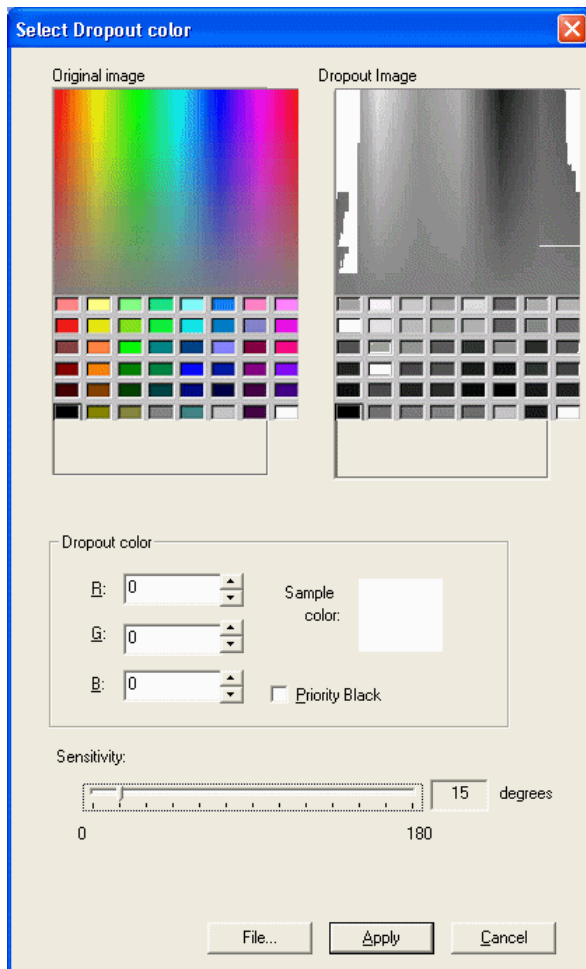 Select Dropout color
Original image
Dropout Image
Dropout color
R: 0
Sample color:
G: 0
B: 0
Priority Black
Sensitivity:
15 degrees
0 180
File... Apply Cancel